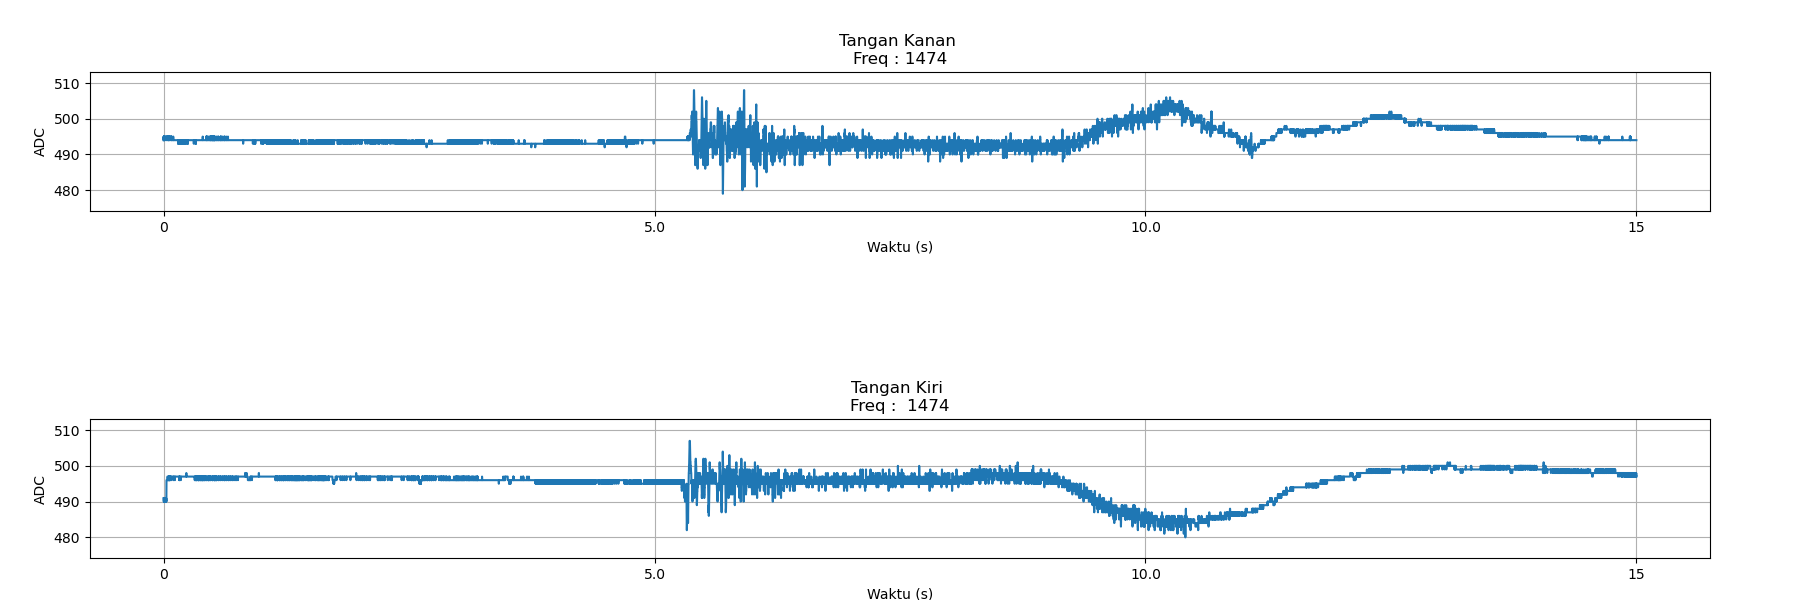 Tangan Kanan
Freq : 1474
ADC
510
500
490
480
0
5.0
10.0
15
Waktu (s)
Tangan Kiri
Freq :  1474
ADC
510
500
490
480
0
5.0
10.0
15
Waktu (s)